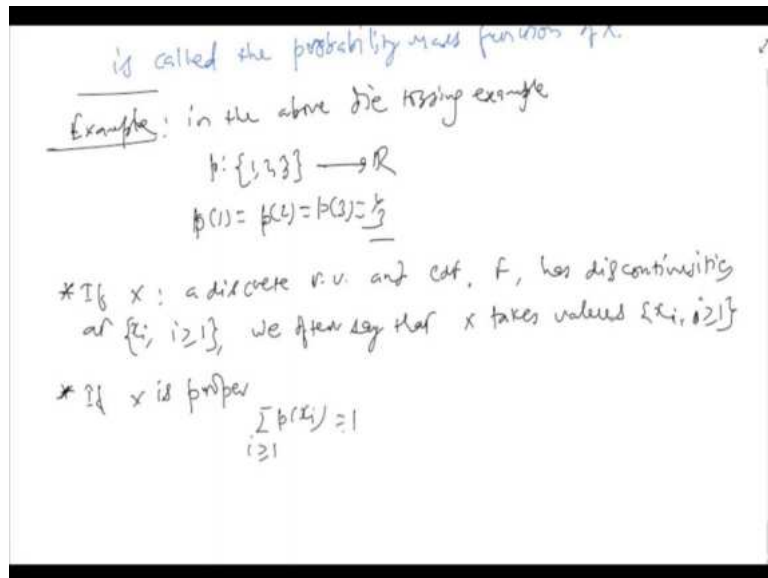 is called the probability mass function of X.
Example: in the above die tossing example
p: {1,2,3} → R
p(1) = p(2) = p(3) = 1/3
* If X: a discrete r.v. and cdf, F, has discontinuities
at {xi, i≥1}, we often say that X takes values {xi, i≥1}
* If X is proper
Σ p(xi) = 1
i≥1